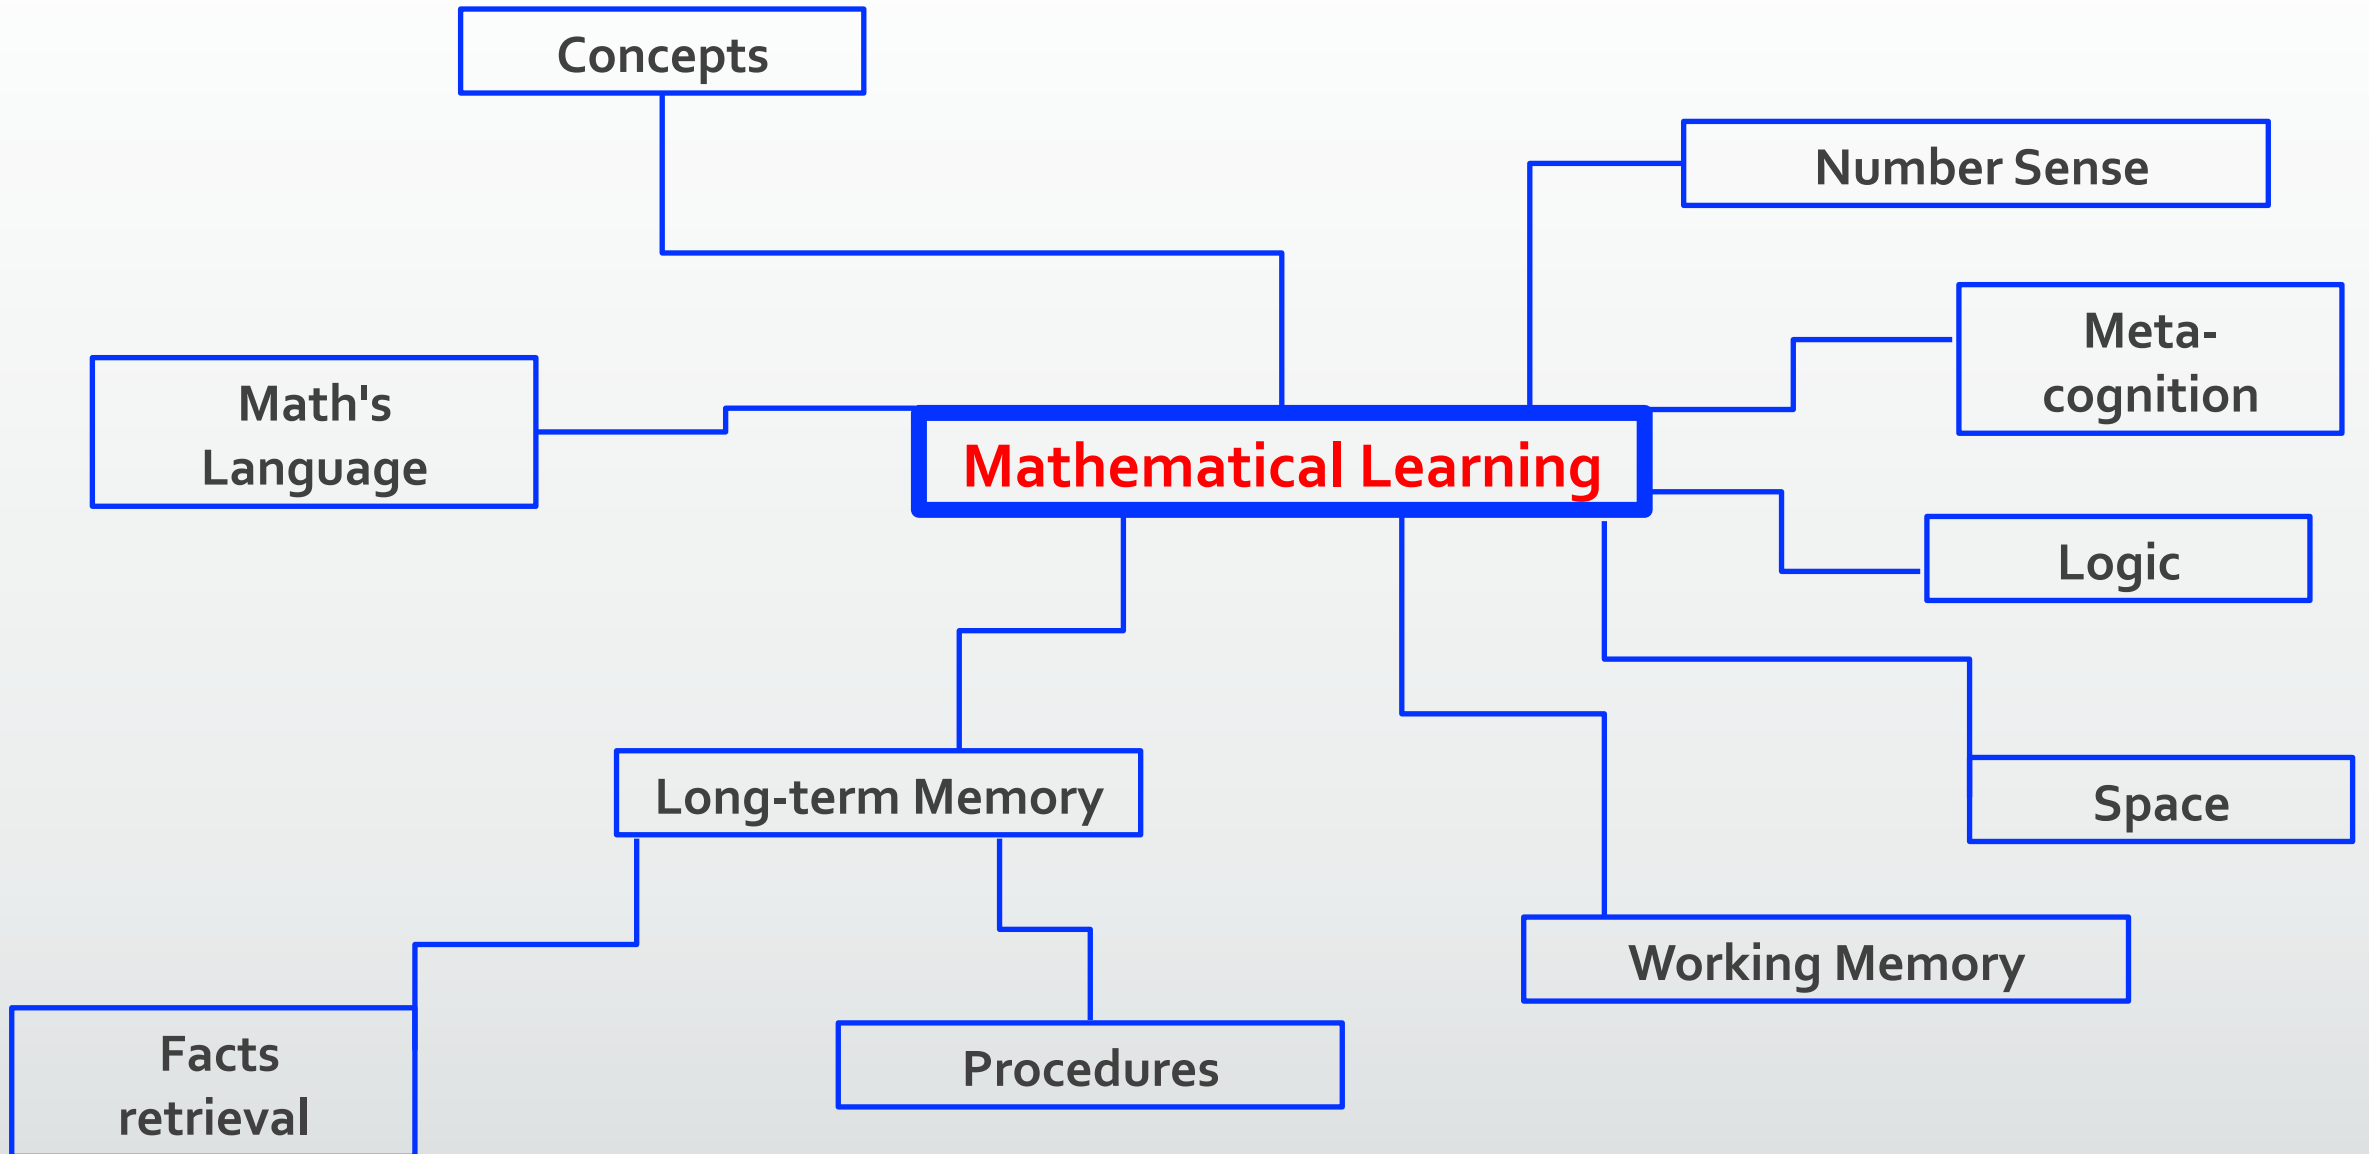 Concepts
Number Sense
Meta-
cognition
Math's
Language
Mathematical Learning
Logic
Long-term Memory
Space
Working Memory
Facts
retrieval
Procedures